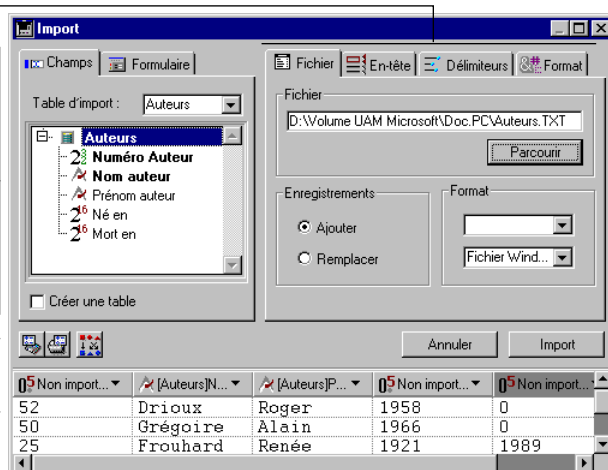 Import
Champs Formulaire
Fichier En-tête Délimiteurs Format
Table d'import : Auteurs
Auteurs
Numéro Auteur
Nom auteur
Prénom auteur
Né en
Mort en
Créer une table
Fichier
D:\Volume UAM Microsoft\Doc.PC\Auteurs.TXT
Parcourir
Enregistrements
Ajouter
Remplacer
Format
Fichier Wind...
Annuler Import
Non import... [Auteurs]N... [Auteurs]P... Non import... Non import...
52 Drioux Roger 1958 0
50 Grégoire Alain 1966 0
25 Frouhard Renée 1921 1989